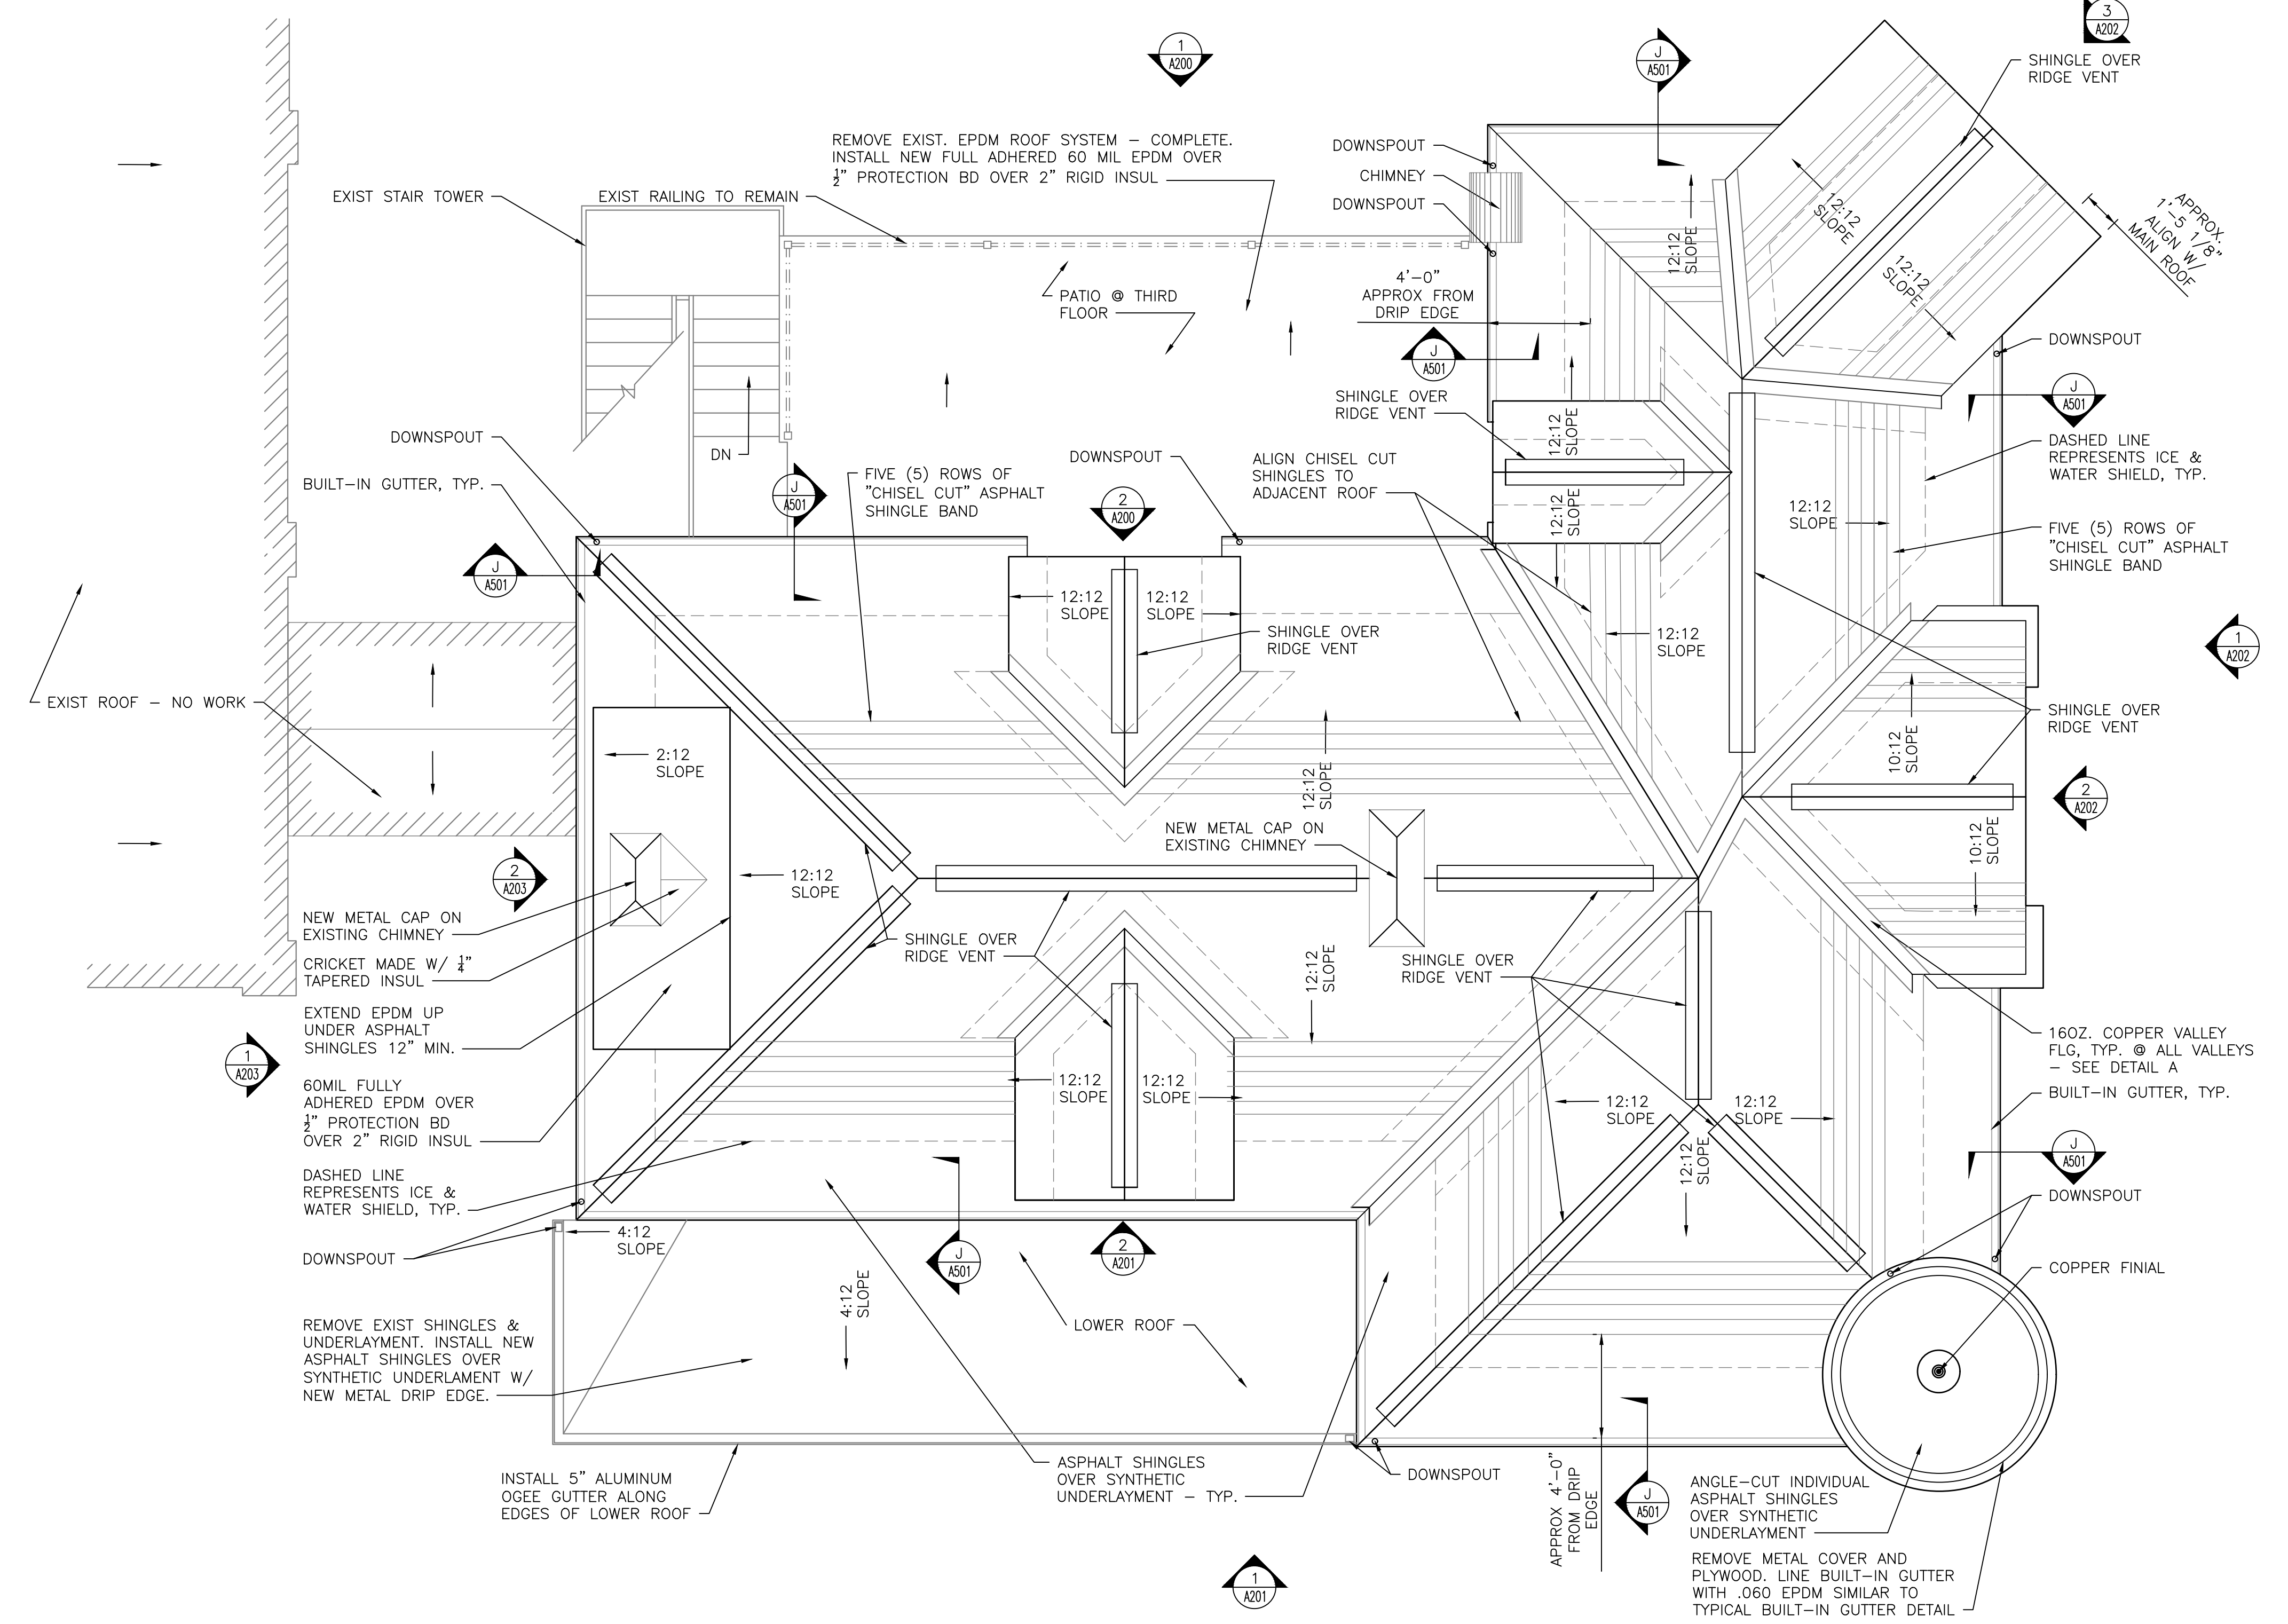 3
A202
1
A200
J
A501
SHINGLE OVER
RIDGE VENT
REMOVE EXIST. EPDM ROOF SYSTEM – COMPLETE.
INSTALL NEW FULL ADHERED 60 MIL EPDM OVER
½" PROTECTION BD OVER 2" RIGID INSUL
DOWNSPOUT
CHIMNEY
DOWNSPOUT
EXIST STAIR TOWER
EXIST RAILING TO REMAIN
12:12
SLOPE
12:12
SLOPE
12:12
SLOPE
APPROX.
1'-5 1/8"
ALIGN W/
MAIN ROOF
4'-0"
APPROX FROM
DRIP EDGE
PATIO @ THIRD
FLOOR
J
A501
DOWNSPOUT
SHINGLE OVER
RIDGE VENT
12:12
SLOPE
J
A501
DOWNSPOUT
DN
BUILT-IN GUTTER, TYP.
J
A501
FIVE (5) ROWS OF
"CHISEL CUT" ASPHALT
SHINGLE BAND
DOWNSPOUT
2
A200
ALIGN CHISEL CUT
SHINGLES TO
ADJACENT ROOF
12:12
SLOPE
DASHED LINE
REPRESENTS ICE &
WATER SHIELD, TYP.
12:12
SLOPE
FIVE (5) ROWS OF
"CHISEL CUT" ASPHALT
SHINGLE BAND
J
A501
12:12
SLOPE
12:12
SLOPE
SHINGLE OVER
RIDGE VENT
12:12
SLOPE
1
A202
EXIST ROOF – NO WORK
2:12
SLOPE
12:12
SLOPE
10:12
SLOPE
SHINGLE OVER
RIDGE VENT
2
A202
NEW METAL CAP ON
EXISTING CHIMNEY
10:12
SLOPE
2
A203
12:12
SLOPE
NEW METAL CAP ON
EXISTING CHIMNEY
SHINGLE OVER
RIDGE VENT
12:12
SLOPE
SHINGLE OVER
RIDGE VENT
CRICKET MADE W/ ¼"
TAPERED INSUL
EXTEND EPDM UP
UNDER ASPHALT
SHINGLES 12" MIN.
1
A203
16OZ. COPPER VALLEY
FLG, TYP. @ ALL VALLEYS
– SEE DETAIL A
60MIL FULLY
ADHERED EPDM OVER
½" PROTECTION BD
OVER 2" RIGID INSUL
12:12
SLOPE
12:12
SLOPE
12:12
SLOPE
12:12
SLOPE
BUILT-IN GUTTER, TYP.
12:12
SLOPE
J
A501
DASHED LINE
REPRESENTS ICE &
WATER SHIELD, TYP.
DOWNSPOUT
DOWNSPOUT
4:12
SLOPE
J
A501
2
A201
COPPER FINIAL
4:12
SLOPE
LOWER ROOF
REMOVE EXIST SHINGLES &
UNDERLAYMENT. INSTALL NEW
ASPHALT SHINGLES OVER
SYNTHETIC UNDERLAMENT W/
NEW METAL DRIP EDGE.
INSTALL 5" ALUMINUM
OGEE GUTTER ALONG
EDGES OF LOWER ROOF
ASPHALT SHINGLES
OVER SYNTHETIC
UNDERLAYMENT – TYP.
DOWNSPOUT
APPROX 4'-0"
FROM DRIP
EDGE
J
A501
ANGLE-CUT INDIVIDUAL
ASPHALT SHINGLES
OVER SYNTHETIC
UNDERLAYMENT
1
A201
REMOVE METAL COVER AND
PLYWOOD. LINE BUILT-IN GUTTER
WITH .060 EPDM SIMILAR TO
TYPICAL BUILT-IN GUTTER DETAIL